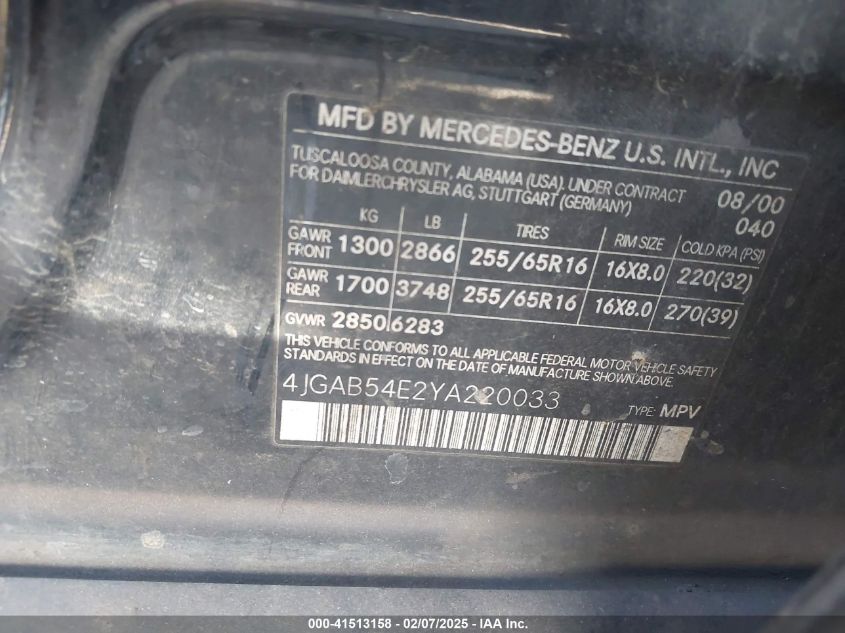 MFD BY MERCEDES-BENZ U.S. INTL., INC
TUSCALOOSA COUNTY, ALABAMA (USA). UNDER CONTRACT
FOR DAIMLERCHRYSLER AG, STUTTGART (GERMANY)
08/00
040
KG LB TIRES RIM SIZE COLD KPA (PSI)
GAWR FRONT 1300 2866 255/65R16 16X8.0 220(32)
GAWR REAR 1700 3748 255/65R16 16X8.0 270(39)
GVWR 2850 6283
THIS VEHICLE CONFORMS TO ALL APPLICABLE FEDERAL MOTOR VEHICLE SAFETY
STANDARDS IN EFFECT ON THE DATE OF MANUFACTURE SHOWN ABOVE.
4JGAB54E2YA220033
TYPE: MPV
000-41513158 - 02/07/2025 - IAA Inc.